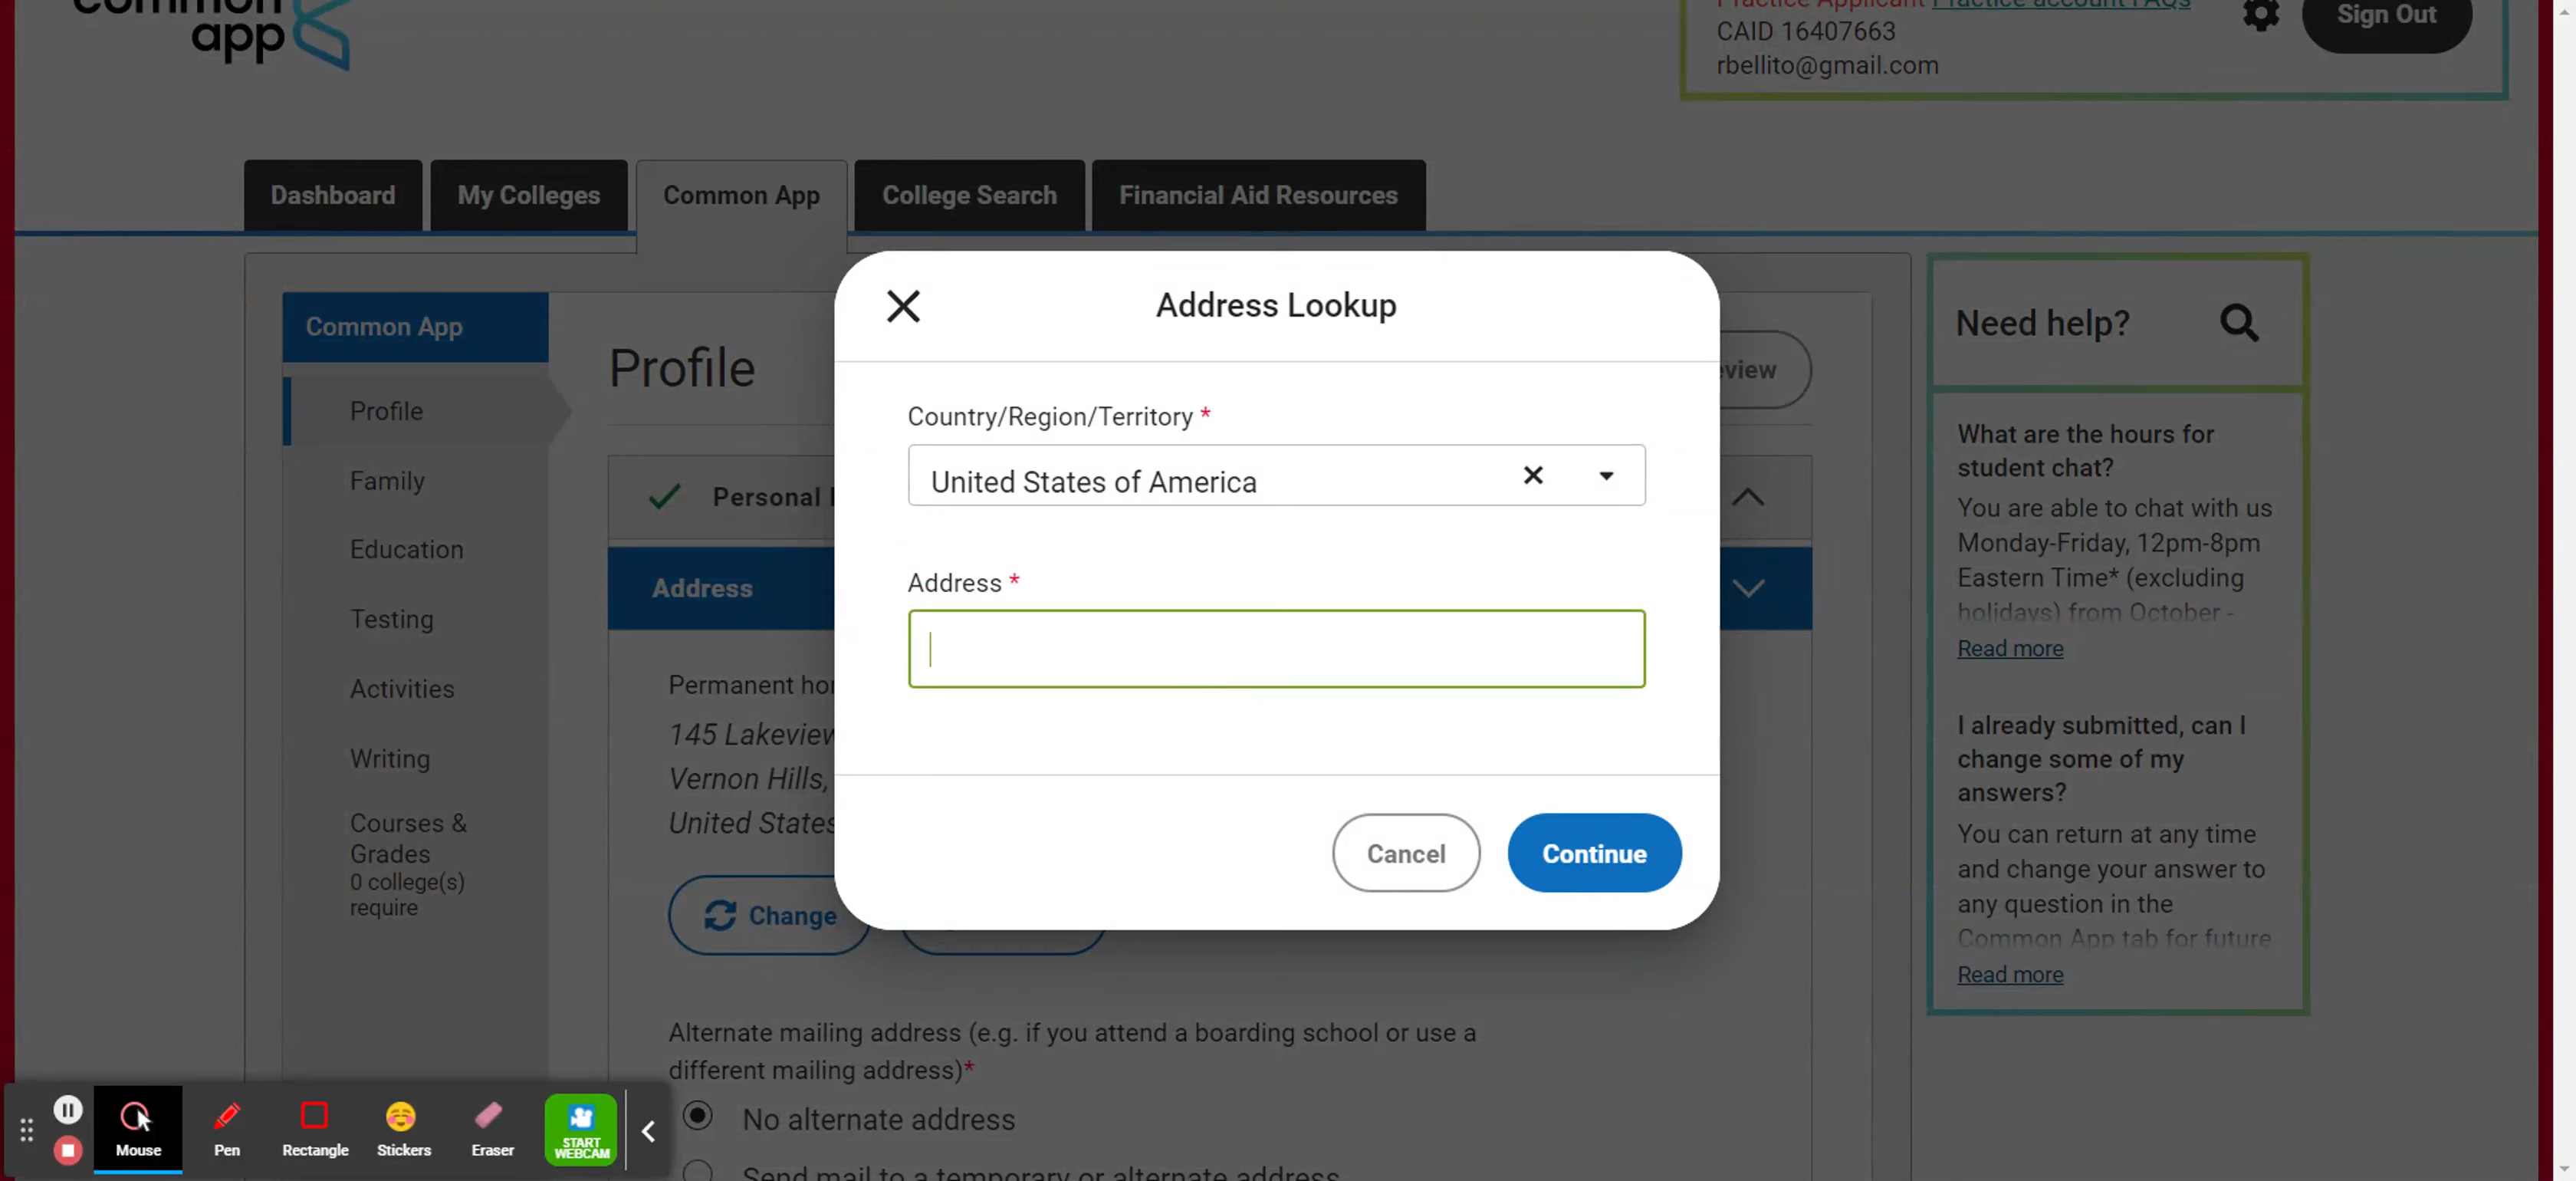 common
app
Practice Applicant Practice account FAQs
CAID 16407663
rbellito@gmail.com
Sign Out
Dashboard
My Colleges
Common App
College Search
Financial Aid Resources
Common App
Profile
Family
Education
Testing
Activities
Writing
Courses &
Grades
0 college(s)
require
Profile
Personal
Address
Permanent
145 Lakeview
Vernon Hills,
United States
Change
Alternate mailing address (e.g. if you attend a boarding school or use a
different mailing address)*
No alternate address
Send mail to a temporary or alternate address
Address Lookup
Country/Region/Territory *
United States of America
Address *
Cancel
Continue
Need help?
What are the hours for
student chat?
You are able to chat with us
Monday-Friday, 12pm-8pm
Eastern Time* (excluding
holidays) from October -
Read more
I already submitted, can I
change some of my
answers?
You can return at any time
and change your answer to
any question in the
Common App tab for future
Read more
Mouse
Pen
Rectangle
Stickers
Eraser
START
WEBCAM